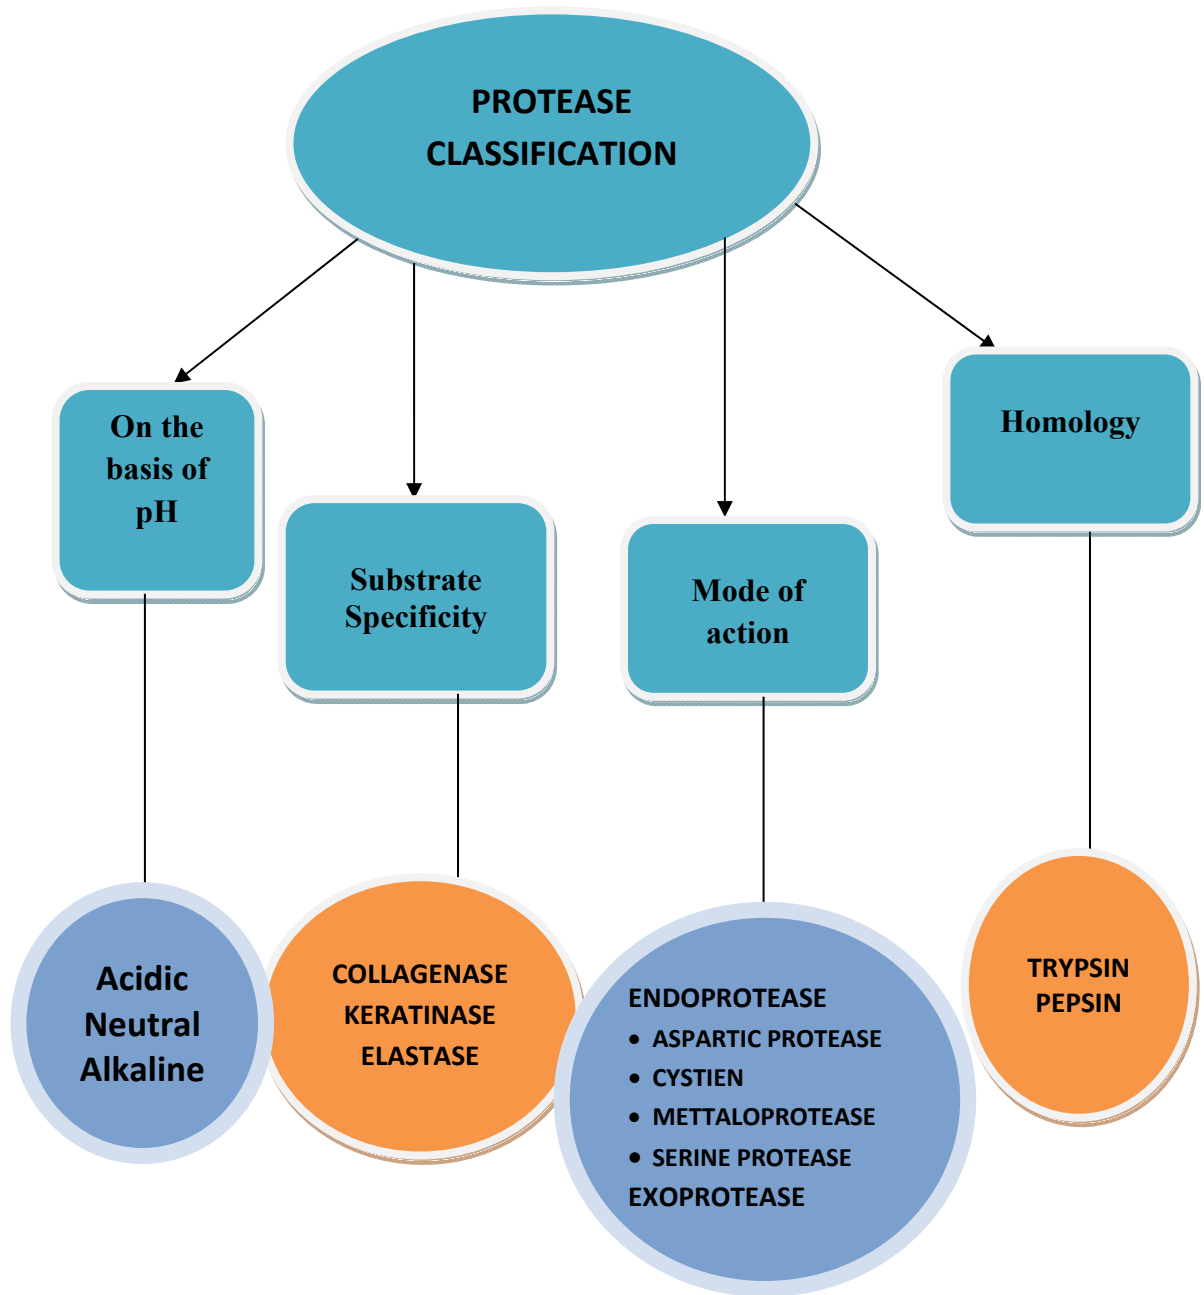 PROTEASE
CLASSIFICATION
On the
basis of
pH
Substrate
Specificity
Mode of
action
Homology
Acidic
Neutral
Alkaline
COLLAGENASE
KERATINASE
ELASTASE
ENDOPROTEASE
• ASPARTIC PROTEASE
• CYSTIEN
• METTALOPROTEASE
• SERINE PROTEASE
EXOPROTEASE
TRYPSIN
PEPSIN